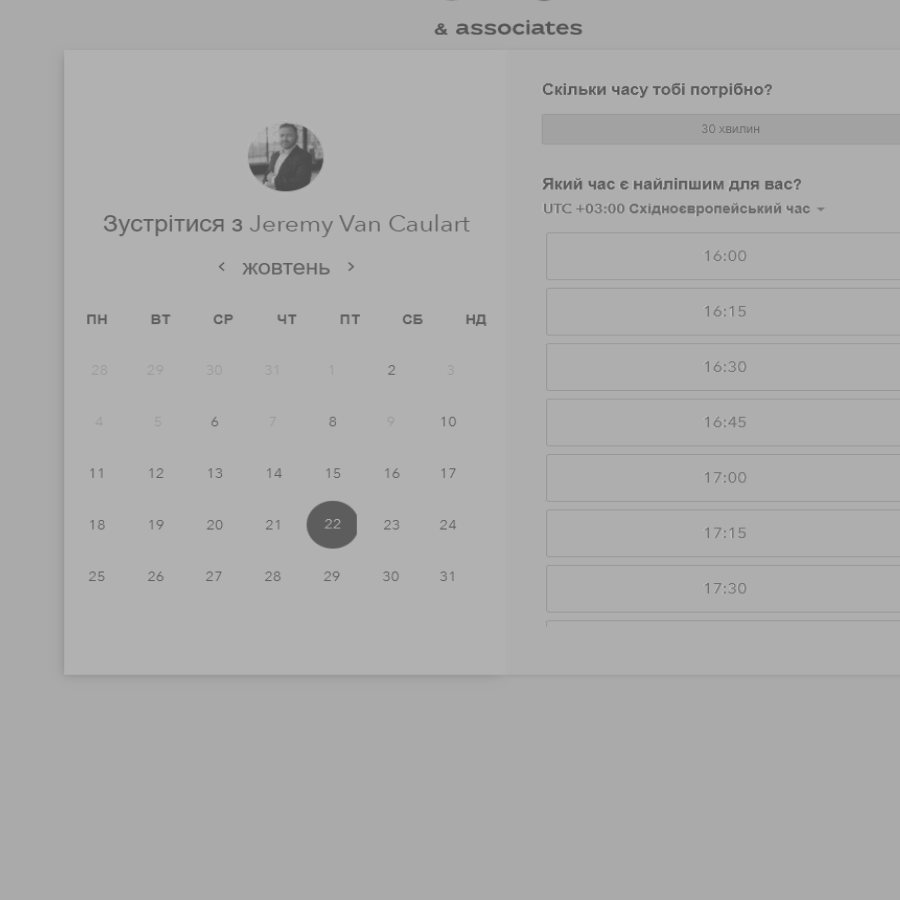 & associates
Зустрітися з Jeremy Van Caulart
жовтень
ПН ВТ СР ЧТ ПТ СБ НД
28 29 30 31 1 2 3
4 5 6 7 8 9 10
11 12 13 14 15 16 17
18 19 20 21 22 23 24
25 26 27 28 29 30 31
Скільки часу тобі потрібно?
30 хвилин
Який час є найліпшим для вас?
UTC +03:00 Східноєвропейський час
16:00
16:15
16:30
16:45
17:00
17:15
17:30